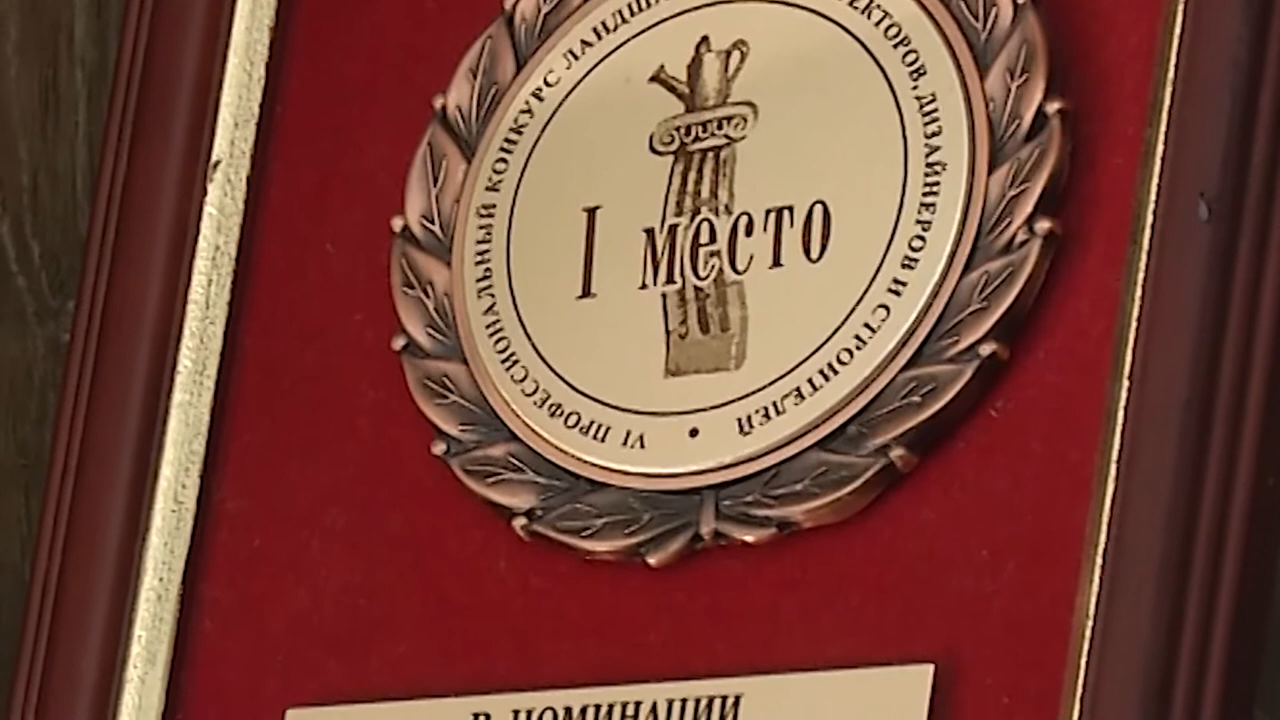 VI ПРОФЕССИОНАЛЬНЫЙ КОНКУРС ДИЗАЙНЕРОВ И СТРОИТЕЛЕЙ •
I место
В НОМИНАЦИИ